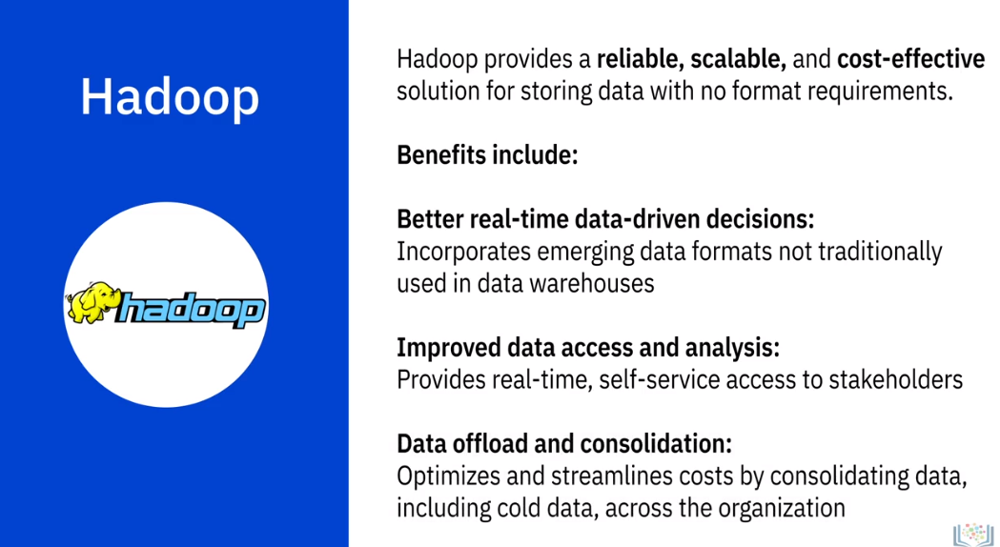 Hadoop
hadoop
Hadoop provides a reliable, scalable, and cost-effective
solution for storing data with no format requirements.
Benefits include:
Better real-time data-driven decisions:
Incorporates emerging data formats not traditionally
used in data warehouses
Improved data access and analysis:
Provides real-time, self-service access to stakeholders
Data offload and consolidation:
Optimizes and streamlines costs by consolidating data,
including cold data, across the organization